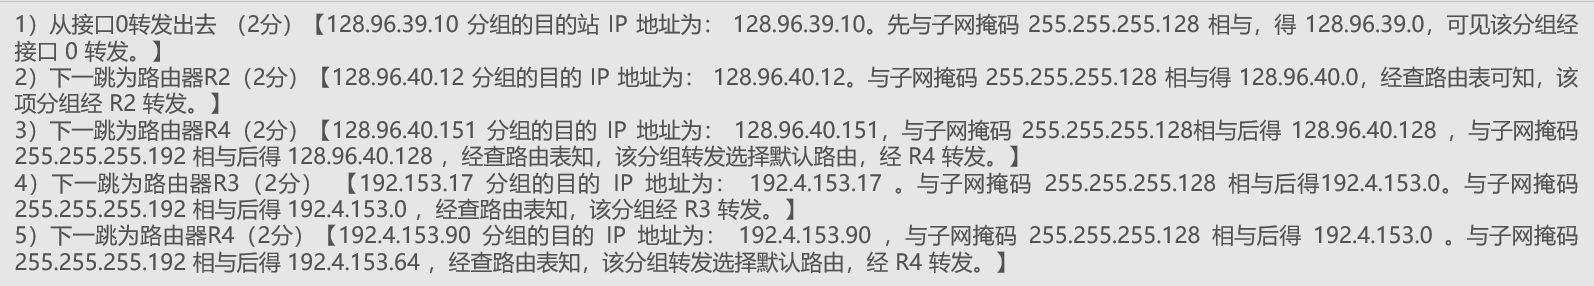 1）从接口0转发出去 （2分）【128.96.39.10 分组的目的站 IP 地址为： 128.96.39.10。先与子网掩码 255.255.255.128 相与，得 128.96.39.0，可见该分组经
接口 0 转发。】
2）下一跳为路由器R2（2分）【128.96.40.12 分组的目的 IP 地址为： 128.96.40.12。与子网掩码 255.255.255.128 相与得 128.96.40.0，经查路由表可知，该
项分组经 R2 转发。】
3）下一跳为路由器R4（2分）【128.96.40.151 分组的目的 IP 地址为： 128.96.40.151，与子网掩码 255.255.255.128相与后得 128.96.40.128 ，与子网掩码
255.255.255.192 相与后得 128.96.40.128 ，经查路由表知，该分组转发选择默认路由，经 R4 转发。】
4）下一跳为路由器R3（2分） 【192.153.17 分组的目的 IP 地址为： 192.4.153.17 。与子网掩码 255.255.255.128 相与后得192.4.153.0。与子网掩码
255.255.255.192 相与后得 192.4.153.0 ，经查路由表知，该分组经 R3 转发。】
5）下一跳为路由器R4（2分）【192.4.153.90 分组的目的 IP 地址为： 192.4.153.90 ，与子网掩码 255.255.255.128 相与后得 192.4.153.0 。与子网掩码
255.255.255.192 相与后得 192.4.153.64 ，经查路由表知，该分组转发选择默认路由，经 R4 转发。】